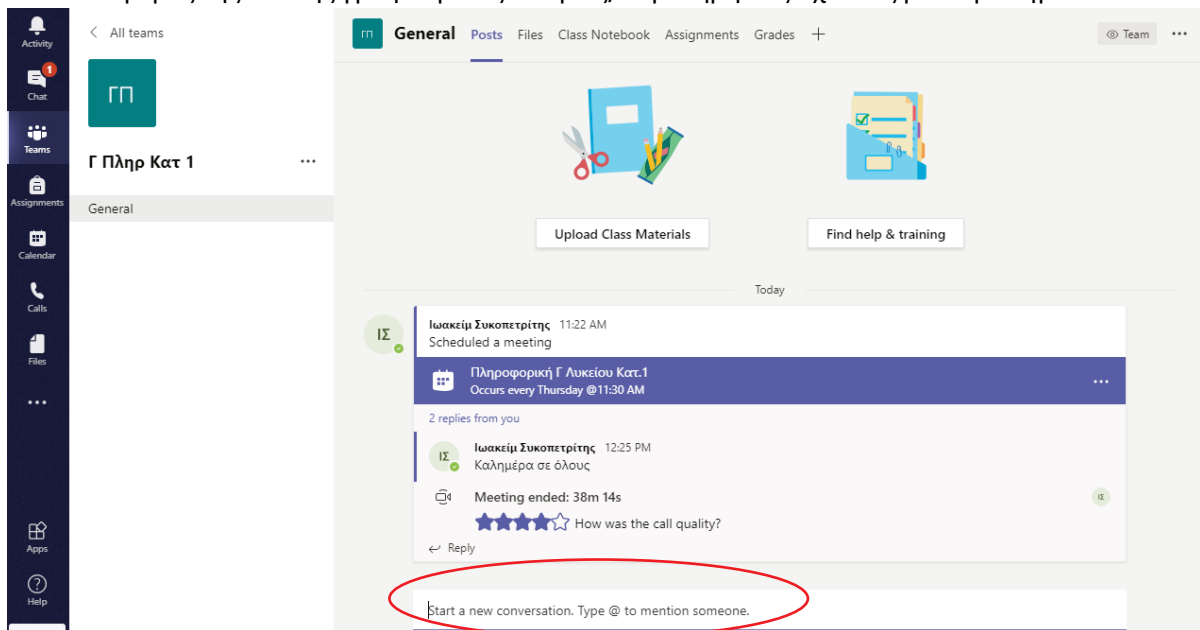 Activity
Chat
1
Teams
Assignments
Calendar
Calls
Files
Apps
Help
All teams
ΓΠ
Γ Πληρ Κατ 1
General
ΓΠ General Posts Files Class Notebook Assignments Grades
Team
Upload Class Materials
Find help & training
Today
ΙΣ
Ιωακείμ Συκοπετρίτης 11:22 AM
Scheduled a meeting
Πληροφορική Γ Λυκείου Κατ.1
Occurs every Thursday @11:30 AM
2 replies from you
ΙΣ
Ιωακείμ Συκοπετρίτης 12:25 PM
Καλημέρα σε όλους
Meeting ended: 38m 14s
ΙΣ
How was the call quality?
Reply
Start a new conversation. Type @ to mention someone.